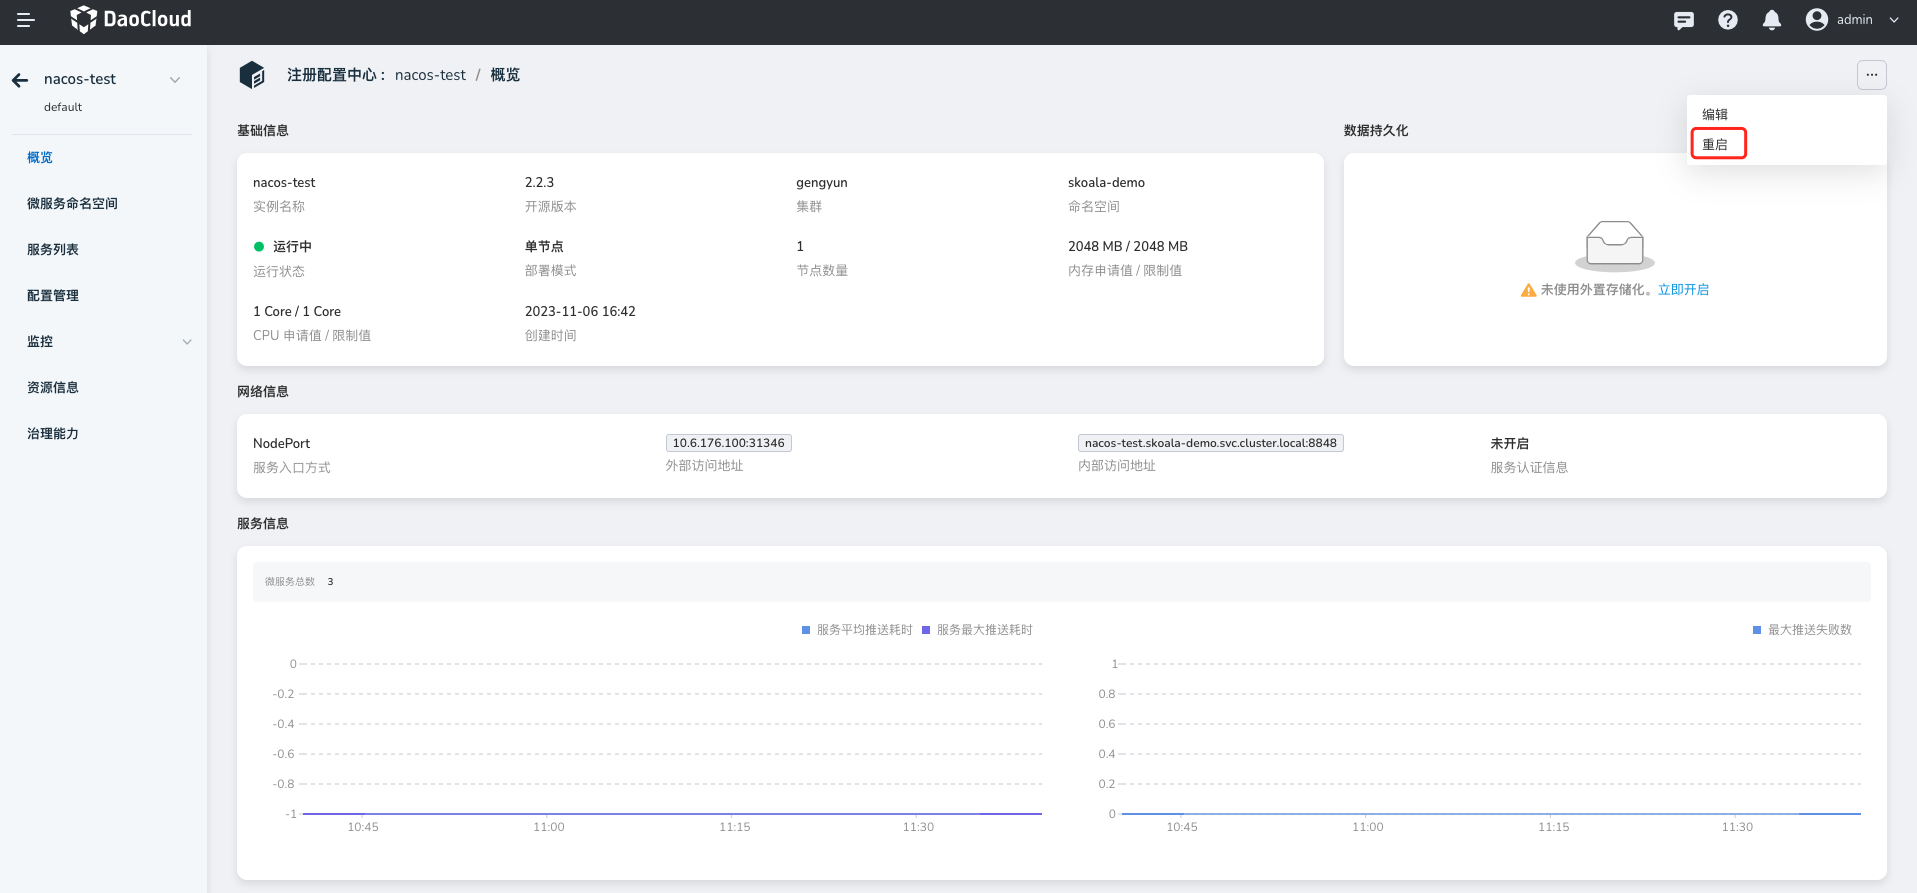 DaoCloud
admin
nacos-test
default
概览
微服务命名空间
服务列表
配置管理
监控
资源信息
治理能力
注册配置中心： nacos-test / 概览
编辑
重启
基础信息
nacos-test
实例名称
2.2.3
开源版本
gengyun
集群
skoala-demo
命名空间
运行中
运行状态
单节点
部署模式
1
节点数量
2048 MB / 2048 MB
内存申请值 / 限制值
1 Core / 1 Core
CPU 申请值 / 限制值
2023-11-06 16:42
创建时间
数据持久化
未使用外置存储化。立即开启
网络信息
NodePort
服务入口方式
10.6.176.100:31346
外部访问地址
nacos-test.skoala-demo.svc.cluster.local:8848
内部访问地址
未开启
服务认证信息
服务信息
微服务总数 3
服务平均推送耗时 服务最大推送耗时
0
-0.2
-0.4
-0.6
-0.8
-1
10:45 11:00 11:15 11:30
最大推送失败数
1
0.8
0.6
0.4
0.2
0
10:45 11:00 11:15 11:30